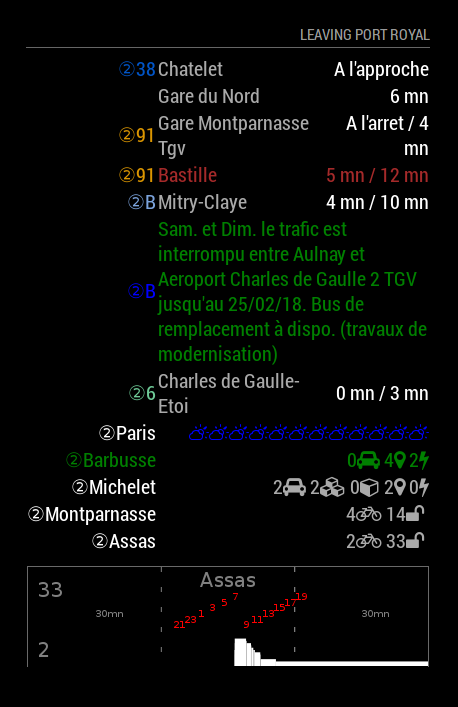 LEAVING PORT ROYAL
②38 Chatelet A l'approche
Gare du Nord 6 mn
②91 Gare Montparnasse Tgv A l'arret / 4 mn
②91 Bastille 5 mn / 12 mn
②B Mitry-Claye 4 mn / 10 mn
②B Sam. et Dim. le trafic est
interrompu entre Aulnay et
Aeroport Charles de Gaulle 2 TGV
jusqu'au 25/02/18. Bus de
remplacement à dispo. (travaux de
modernisation)
②6 Charles de Gaulle-Etoi 0 mn / 3 mn
②Paris
②Barbusse 0 4 2
②Michelet 2 2 0 2 0
②Montparnasse 4 14
②Assas 2 33
Assas
33
30mn 21 23 1 3 5 7 9 11 13 15 17 19 30mn
2